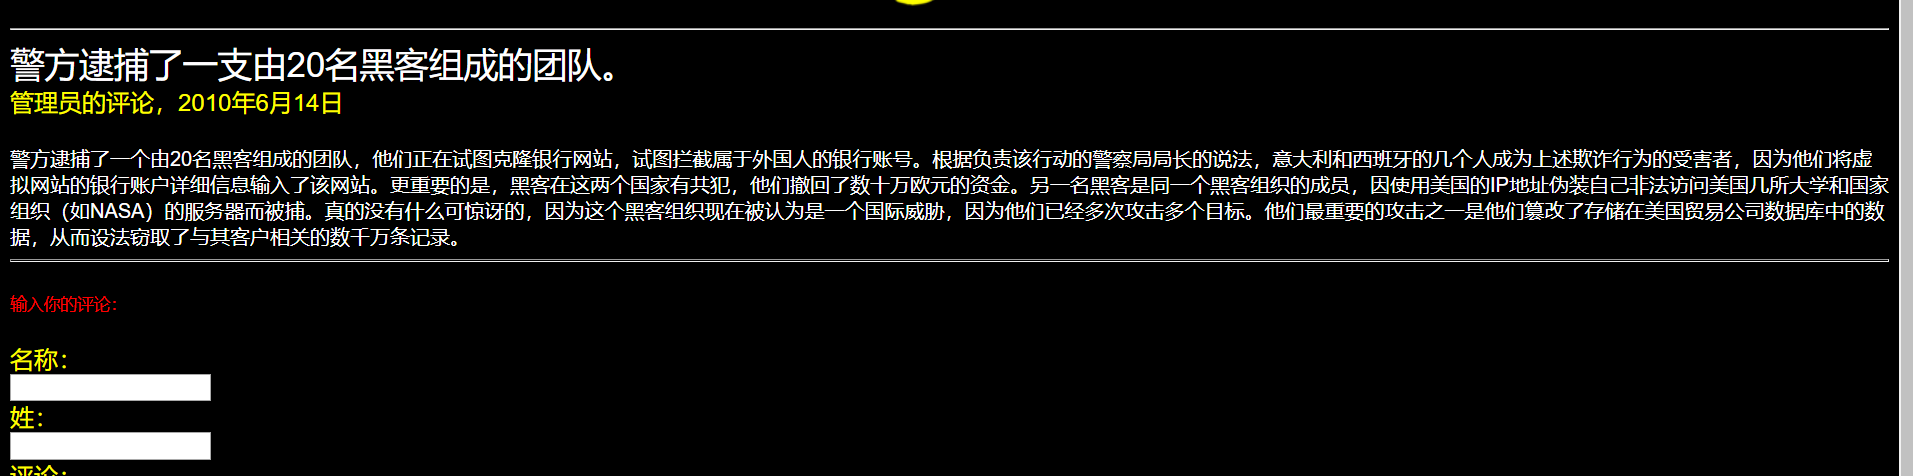 警方逮捕了一支由20名黑客组成的团队。
管理员的评论，2010年6月14日
警方逮捕了一个由20名黑客组成的团队，他们正在试图克隆银行网站，试图拦截属于外国人的银行账号。根据负责该行动的警察局局长的说法，意大利和西班牙的几个人成为上述欺诈行为的受害者，因为他们将虚
拟网站的银行账户详细信息输入了该网站。更重要的是，黑客在这两个国家有共犯，他们撤回了数十万欧元的资金。另一名黑客是同一个黑客组织的成员，因使用美国的IP地址伪装自己非法访问美国几所大学和国家
组织（如NASA）的服务器而被捕。真的没有什么可惊讶的，因为这个黑客组织现在被认为是一个国际威胁，因为他们已经多次攻击多个目标。他们最重要的攻击之一是他们篡改了存储在美国贸易公司数据库中的数
据，从而设法窃取了与其客户相关的数千万条记录。
输入你的评论：
名称：
姓：
评论：